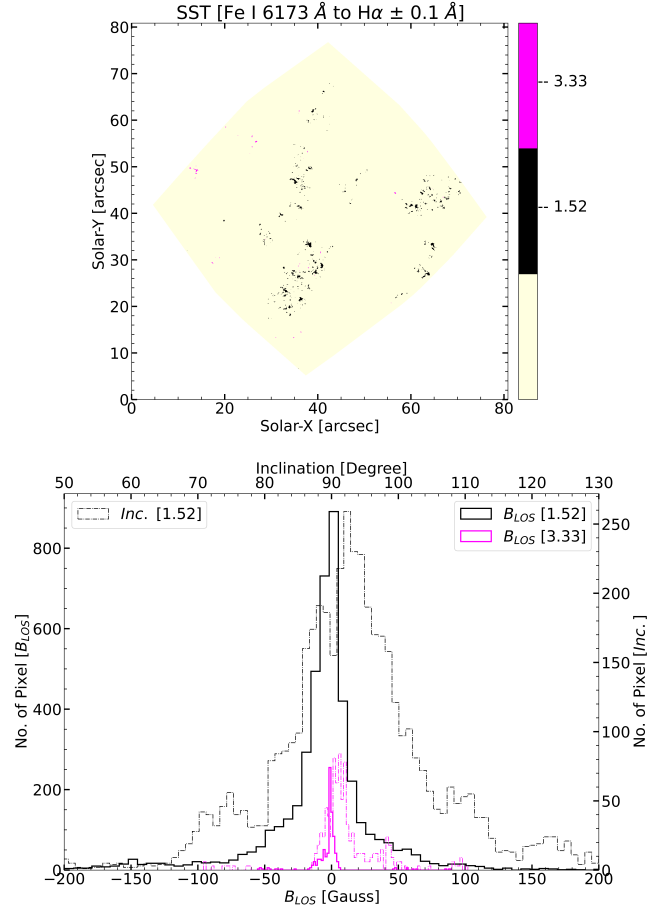 SST [Fe I 6173 Å to Hα ± 0.1 Å]
80
70
60
50
40
30
20
10
0
Solar-Y [arcsec]
0 20 40 60 80
Solar-X [arcsec]
3.33
1.52
Inclination [Degree]
50 60 70 80 90 100 110 120 130
Inc. [1.52]
B_LOS [1.52]
B_LOS [3.33]
800
600
400
200
0
No. of Pixel [B_LOS]
250
200
150
100
50
0
No. of Pixel [Inc.]
−200 −150 −100 −50 0 50 100 150 200
B_LOS [Gauss]